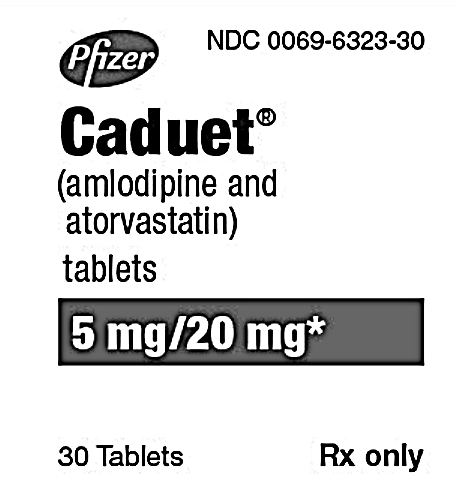 Pfizer
NDC 0069-6323-30
Caduet®
(amlodipine and
atorvastatin)
tablets
5 mg/20 mg*
30 Tablets
Rx only